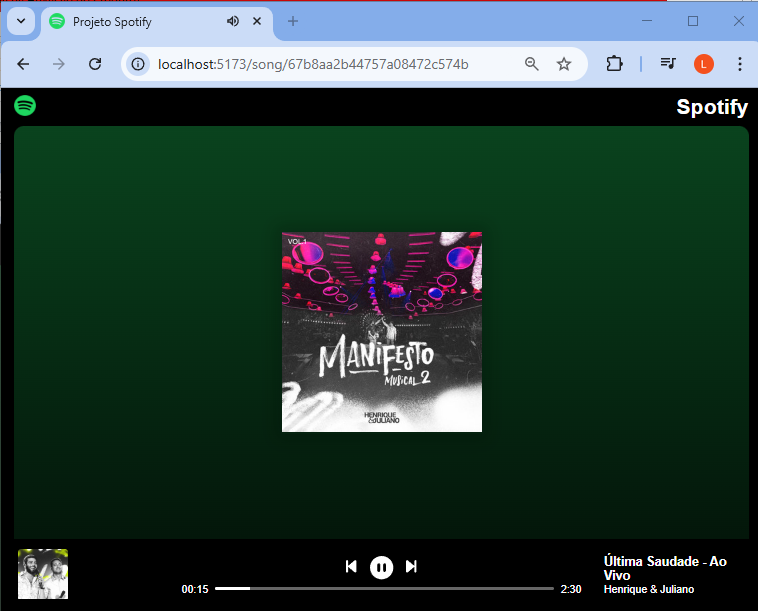 Projeto Spotify
localhost:5173/song/67b8aa2b44757a08472c574b
L
Spotify
VOL.1
MANIFESTO
MUSICAL 2
HENRIQUE
&JULIANO
00:15
2:30
Última Saudade - Ao
Vivo
Henrique & Juliano